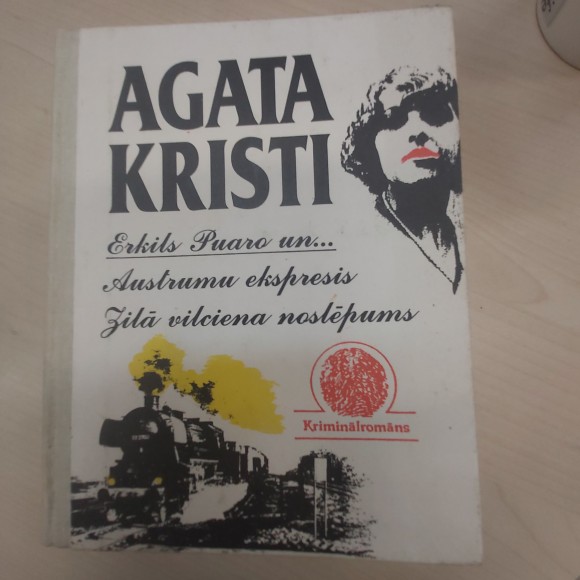 AGATA
KRISTI
Erkils Puaro un...
Austrumu ekspresis
Zilā vilciena noslēpums
Kriminālromāns